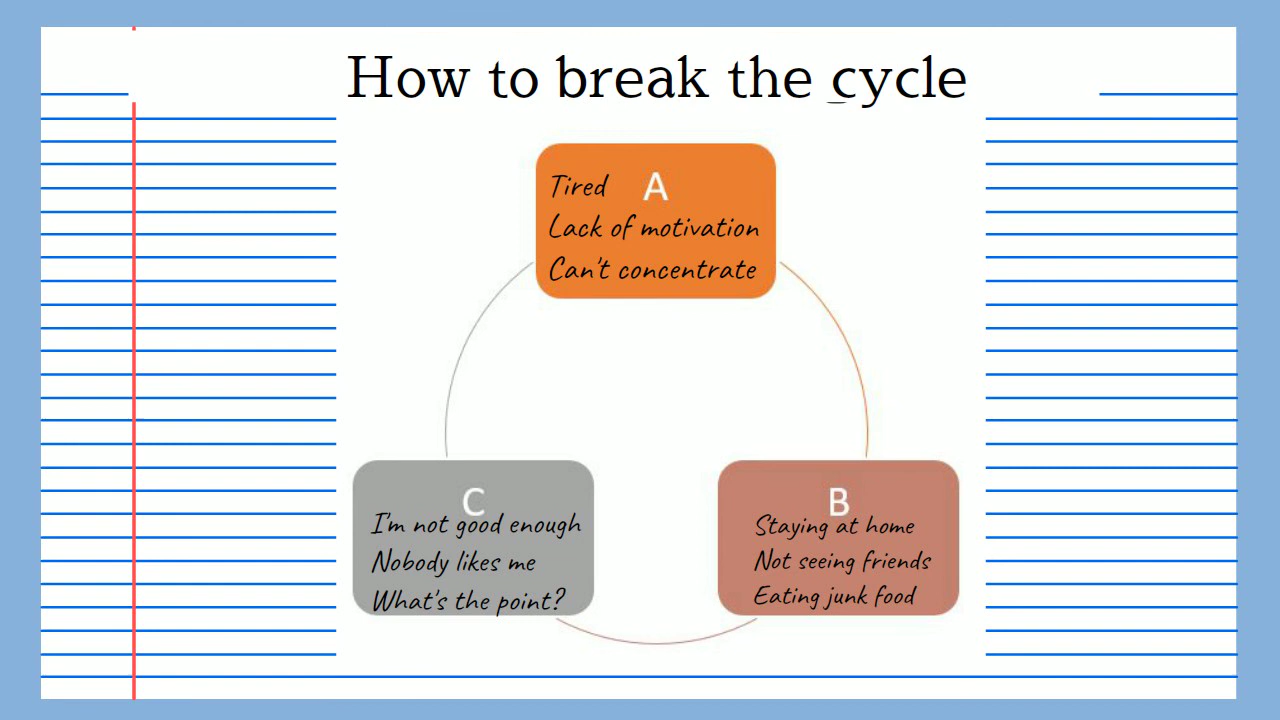 How to break the cycle
A
Tired
Lack of motivation
Can't concentrate
B
Staying at home
Not seeing friends
Eating junk food
C
I'm not good enough
Nobody likes me
What's the point?